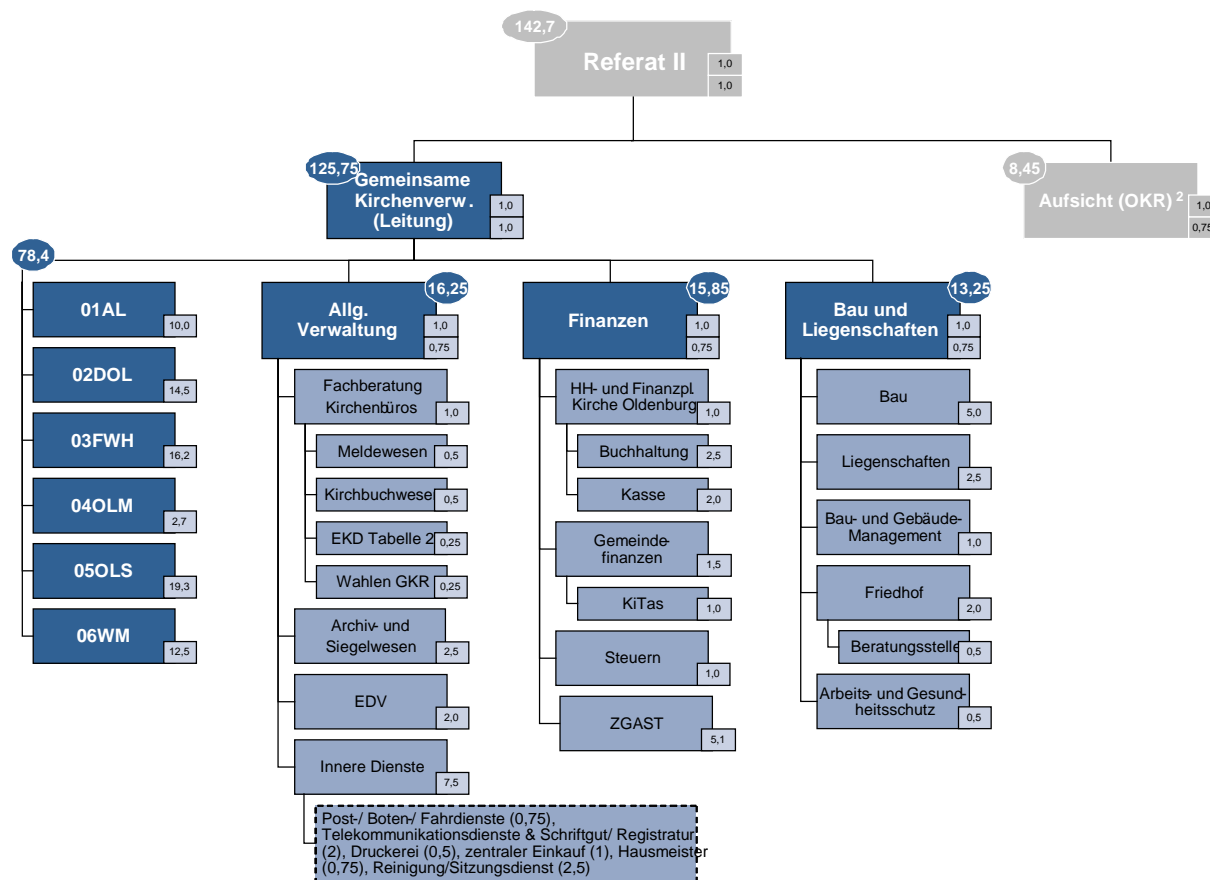 142,7
Referat II
1,0
1,0
125,75
Gemeinsame
Kirchenverw.
(Leitung)
1,0
1,0
8,45
Aufsicht (OKR) 2
1,0
0,75
78,4
01AL
10,0
02DOL
14,5
03FWH
16,2
04OLM
2,7
05OLS
19,3
06WM
12,5
16,25
Allg.
Verwaltung
1,0
0,75
Fachberatung
Kirchenbüros
1,0
Meldewesen
0,5
Kirchbuchwesen
0,5
EKD Tabelle 2
0,25
Wahlen GKR
0,25
Archiv- und
Siegelwesen
2,5
EDV
2,0
Innere Dienste
7,5
Post-/ Boten-/ Fahrdienste (0,75),
Telekommunikationsdienste & Schriftgut/ Registratur
(2), Druckerei (0,5), zentraler Einkauf (1), Hausmeister
(0,75), Reinigung/Sitzungsdienst (2,5)
15,85
Finanzen
1,0
0,75
HH- und Finanzpl.
Kirche Oldenburg
1,0
Buchhaltung
2,5
Kasse
2,0
Gemeinde-
finanzen
1,5
KiTas
1,0
Steuern
1,0
ZGAST
5,1
13,25
Bau und
Liegenschaften
1,0
0,75
Bau
5,0
Liegenschaften
2,5
Bau- und Gebäude-
Management
1,0
Friedhof
2,0
Beratungsstelle
0,5
Arbeits- und Gesund-
heitsschutz
0,5